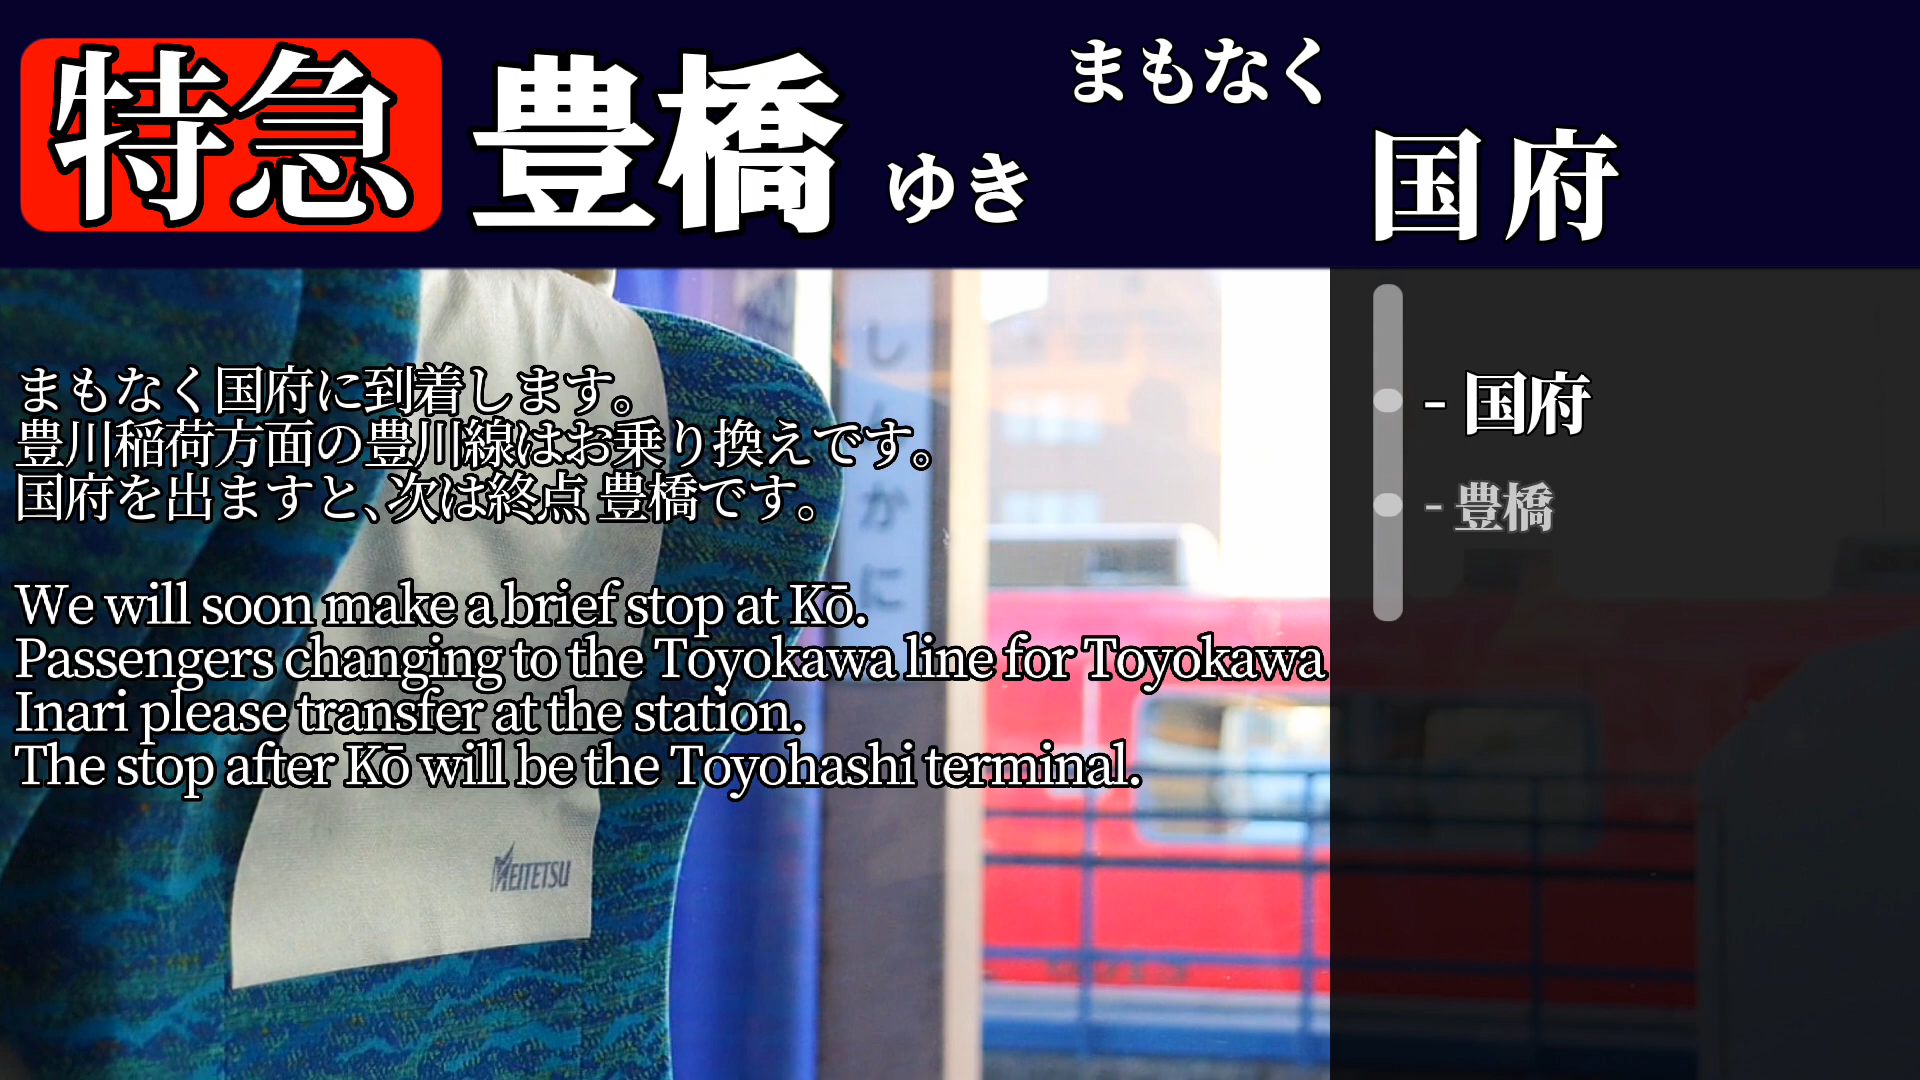 特急 豊橋 ゆき
まもなく
国府
まもなく国府に到着します。
豊川稲荷方面の豊川線はお乗り換えです。
国府を出ますと､次は終点 豊橋です。
We will soon make a brief stop at Kō.
Passengers changing to the Toyokawa line for Toyokawa
Inari please transfer at the station.
The stop after Kō will be the Toyohashi terminal.
- 国府
- 豊橋
MEITETSU